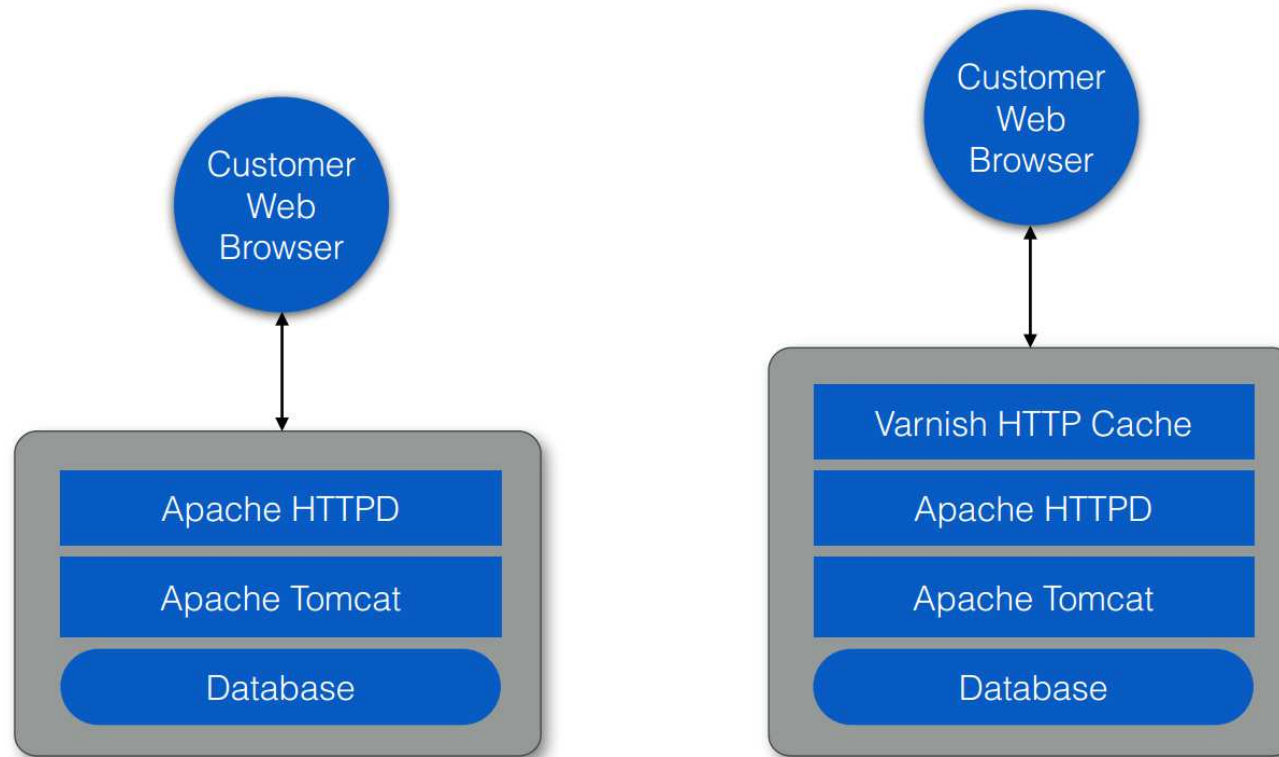 Customer
Web
Browser
Apache HTTPD
Apache Tomcat
Database
Customer
Web
Browser
Varnish HTTP Cache
Apache HTTPD
Apache Tomcat
Database